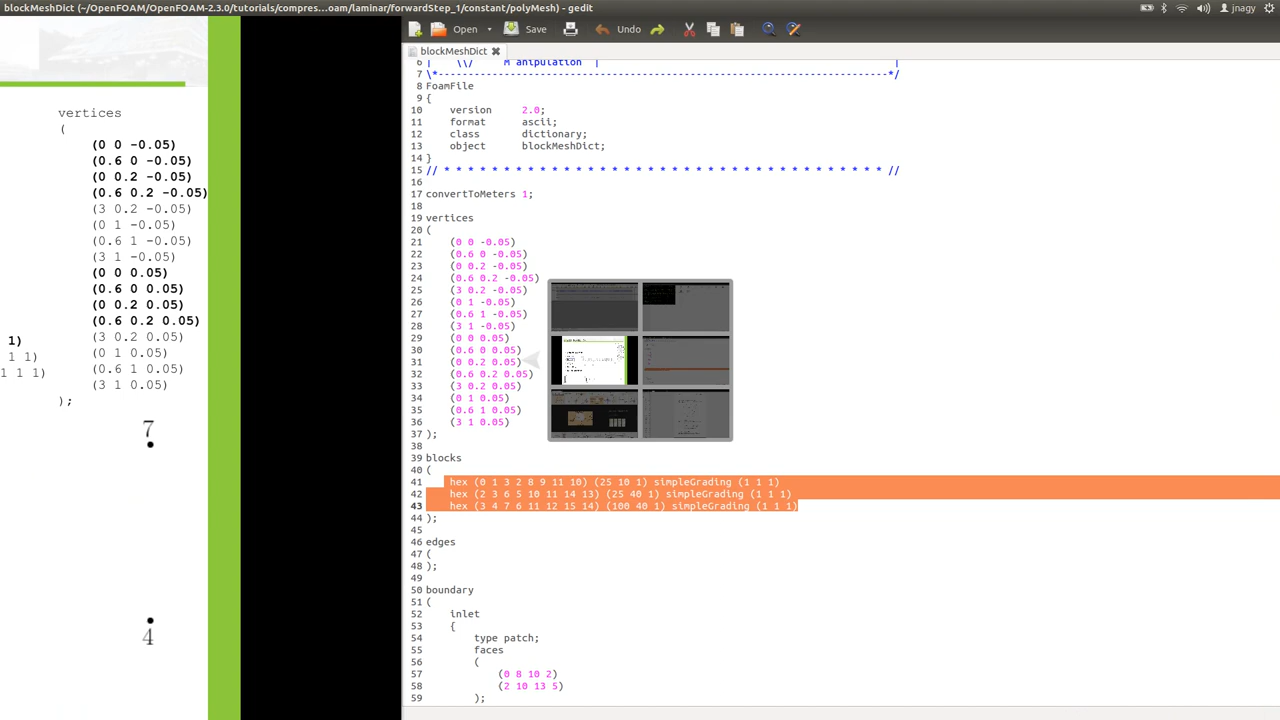 blockMeshDict (~/OpenFOAM/OpenFOAM-2.3.0/tutorials/compres...oam/laminar/forwardStep_1/constant/polyMesh) - gedit
jnagy
Open
Save
Undo
blockMeshDict
vertices
(
(0 0 -0.05)
(0.6 0 -0.05)
(0 0.2 -0.05)
(0.6 0.2 -0.05)
(3 0.2 -0.05)
(0 1 -0.05)
(0.6 1 -0.05)
(3 1 -0.05)
(0 0 0.05)
(0.6 0 0.05)
(0 0.2 0.05)
(0.6 0.2 0.05)
(3 0.2 0.05)
(0 1 0.05)
(0.6 1 0.05)
(3 1 0.05)
);
1)
1 1)
1 1 1)
7
4
6 | \\/ M anipulation | |
7 \*---------------------------------------------------------------------------*/
8 FoamFile
9 {
10 version 2.0;
11 format ascii;
12 class dictionary;
13 object blockMeshDict;
14 }
15 // * * * * * * * * * * * * * * * * * * * * * * * * * * * * * * * * * * * * * //
16
17 convertToMeters 1;
18
19 vertices
20 (
21 (0 0 -0.05)
22 (0.6 0 -0.05)
23 (0 0.2 -0.05)
24 (0.6 0.2 -0.05)
25 (3 0.2 -0.05)
26 (0 1 -0.05)
27 (0.6 1 -0.05)
28 (3 1 -0.05)
29 (0 0 0.05)
30 (0.6 0 0.05)
31 (0 0.2 0.05)
32 (0.6 0.2 0.05)
33 (3 0.2 0.05)
34 (0 1 0.05)
35 (0.6 1 0.05)
36 (3 1 0.05)
37 );
38
39 blocks
40 (
41 hex (0 1 3 2 8 9 11 10) (25 10 1) simpleGrading (1 1 1)
42 hex (2 3 6 5 10 11 14 13) (25 40 1) simpleGrading (1 1 1)
43 hex (3 4 7 6 11 12 15 14) (100 40 1) simpleGrading (1 1 1)
44 );
45
46 edges
47 (
48 );
49
50 boundary
51 (
52 inlet
53 {
54 type patch;
55 faces
56 (
57 (0 8 10 2)
58 (2 10 13 5)
59 );